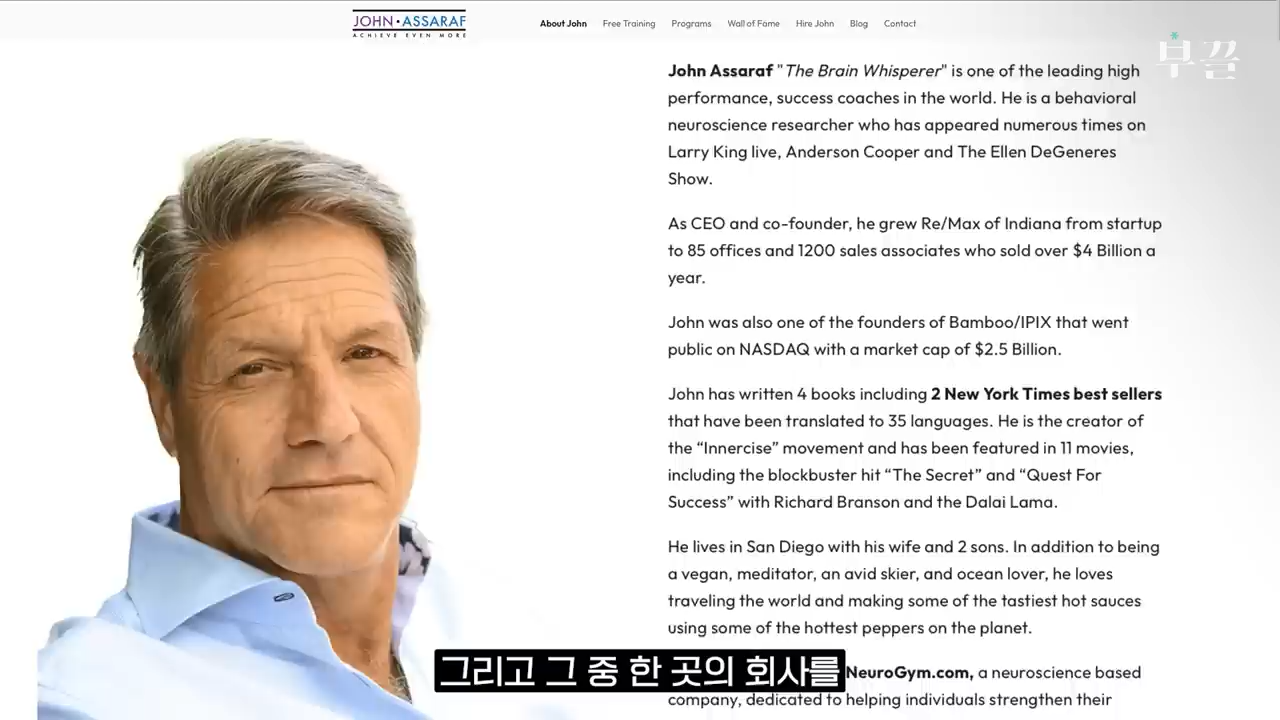 JOHN • ASSARAF
ACHIEVE EVEN MORE
About John
Free Training
Programs
Wall of Fame
Hire John
Blog
Contact
부끌
John Assaraf "The Brain Whisperer" is one of the leading high
performance, success coaches in the world. He is a behavioral
neuroscience researcher who has appeared numerous times on
Larry King live, Anderson Cooper and The Ellen DeGeneres
Show.
As CEO and co-founder, he grew Re/Max of Indiana from startup
to 85 offices and 1200 sales associates who sold over $4 Billion a
year.
John was also one of the founders of Bamboo/IPIX that went
public on NASDAQ with a market cap of $2.5 Billion.
John has written 4 books including 2 New York Times best sellers
that have been translated to 35 languages. He is the creator of
the “Innercise” movement and has been featured in 11 movies,
including the blockbuster hit “The Secret” and “Quest For
Success” with Richard Branson and the Dalai Lama.
He lives in San Diego with his wife and 2 sons. In addition to being
a vegan, meditator, an avid skier, and ocean lover, he loves
traveling the world and making some of the tastiest hot sauces
using some of the hottest peppers on the planet.
NeuroGym.com, a neuroscience based
company, dedicated to helping individuals strengthen their
그리고 그 중 한 곳의 회사를